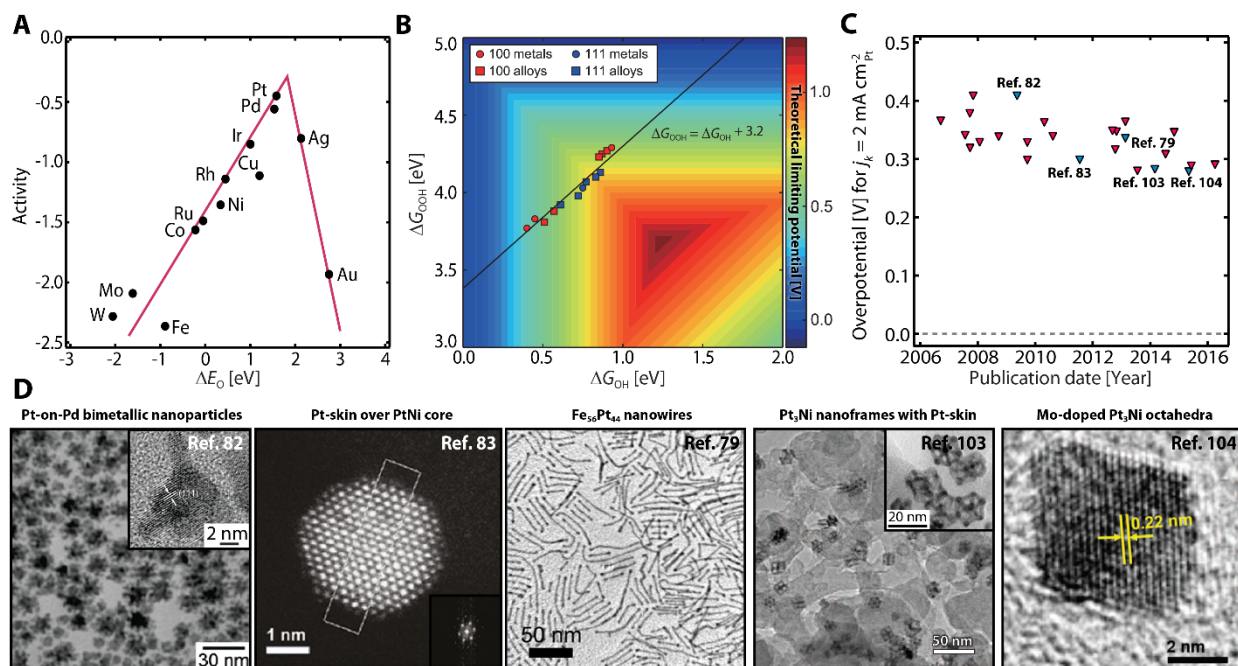 A
Activity
0.0
-0.5
-1.0
-1.5
-2.0
-2.5
-3
-2
-1
0
1
2
3
4
ΔE_O [eV]
Pt
Pd
Ir
Cu
Rh
Ni
Ru
Co
Mo
W
Fe
Ag
Au
B
100 metals
111 metals
100 alloys
111 alloys
ΔG_OOH = ΔG_OH + 3.2
ΔG_OOH [eV]
5.0
4.5
4.0
3.5
3.0
0.0
0.5
1.0
1.5
2.0
ΔG_OH [eV]
Theoretical limiting potential [V]
1.0
0.5
0.0
C
Overpotential [V] for j_k = 2 mA cm⁻²_Pt
0.5
0.4
0.3
0.2
0.1
0.0
Ref. 82
Ref. 79
Ref. 83
Ref. 103
Ref. 104
2006
2008
2010
2012
2014
2016
Publication date [Year]
D
Pt-on-Pd bimetallic nanoparticles
Ref. 82
2 nm
30 nm
Pt-skin over PtNi core
Ref. 83
1 nm
Fe₅₆Pt₄₄ nanowires
Ref. 79
50 nm
Pt₃Ni nanoframes with Pt-skin
Ref. 103
20 nm
50 nm
Mo-doped Pt₃Ni octahedra
Ref. 104
0.22 nm
2 nm